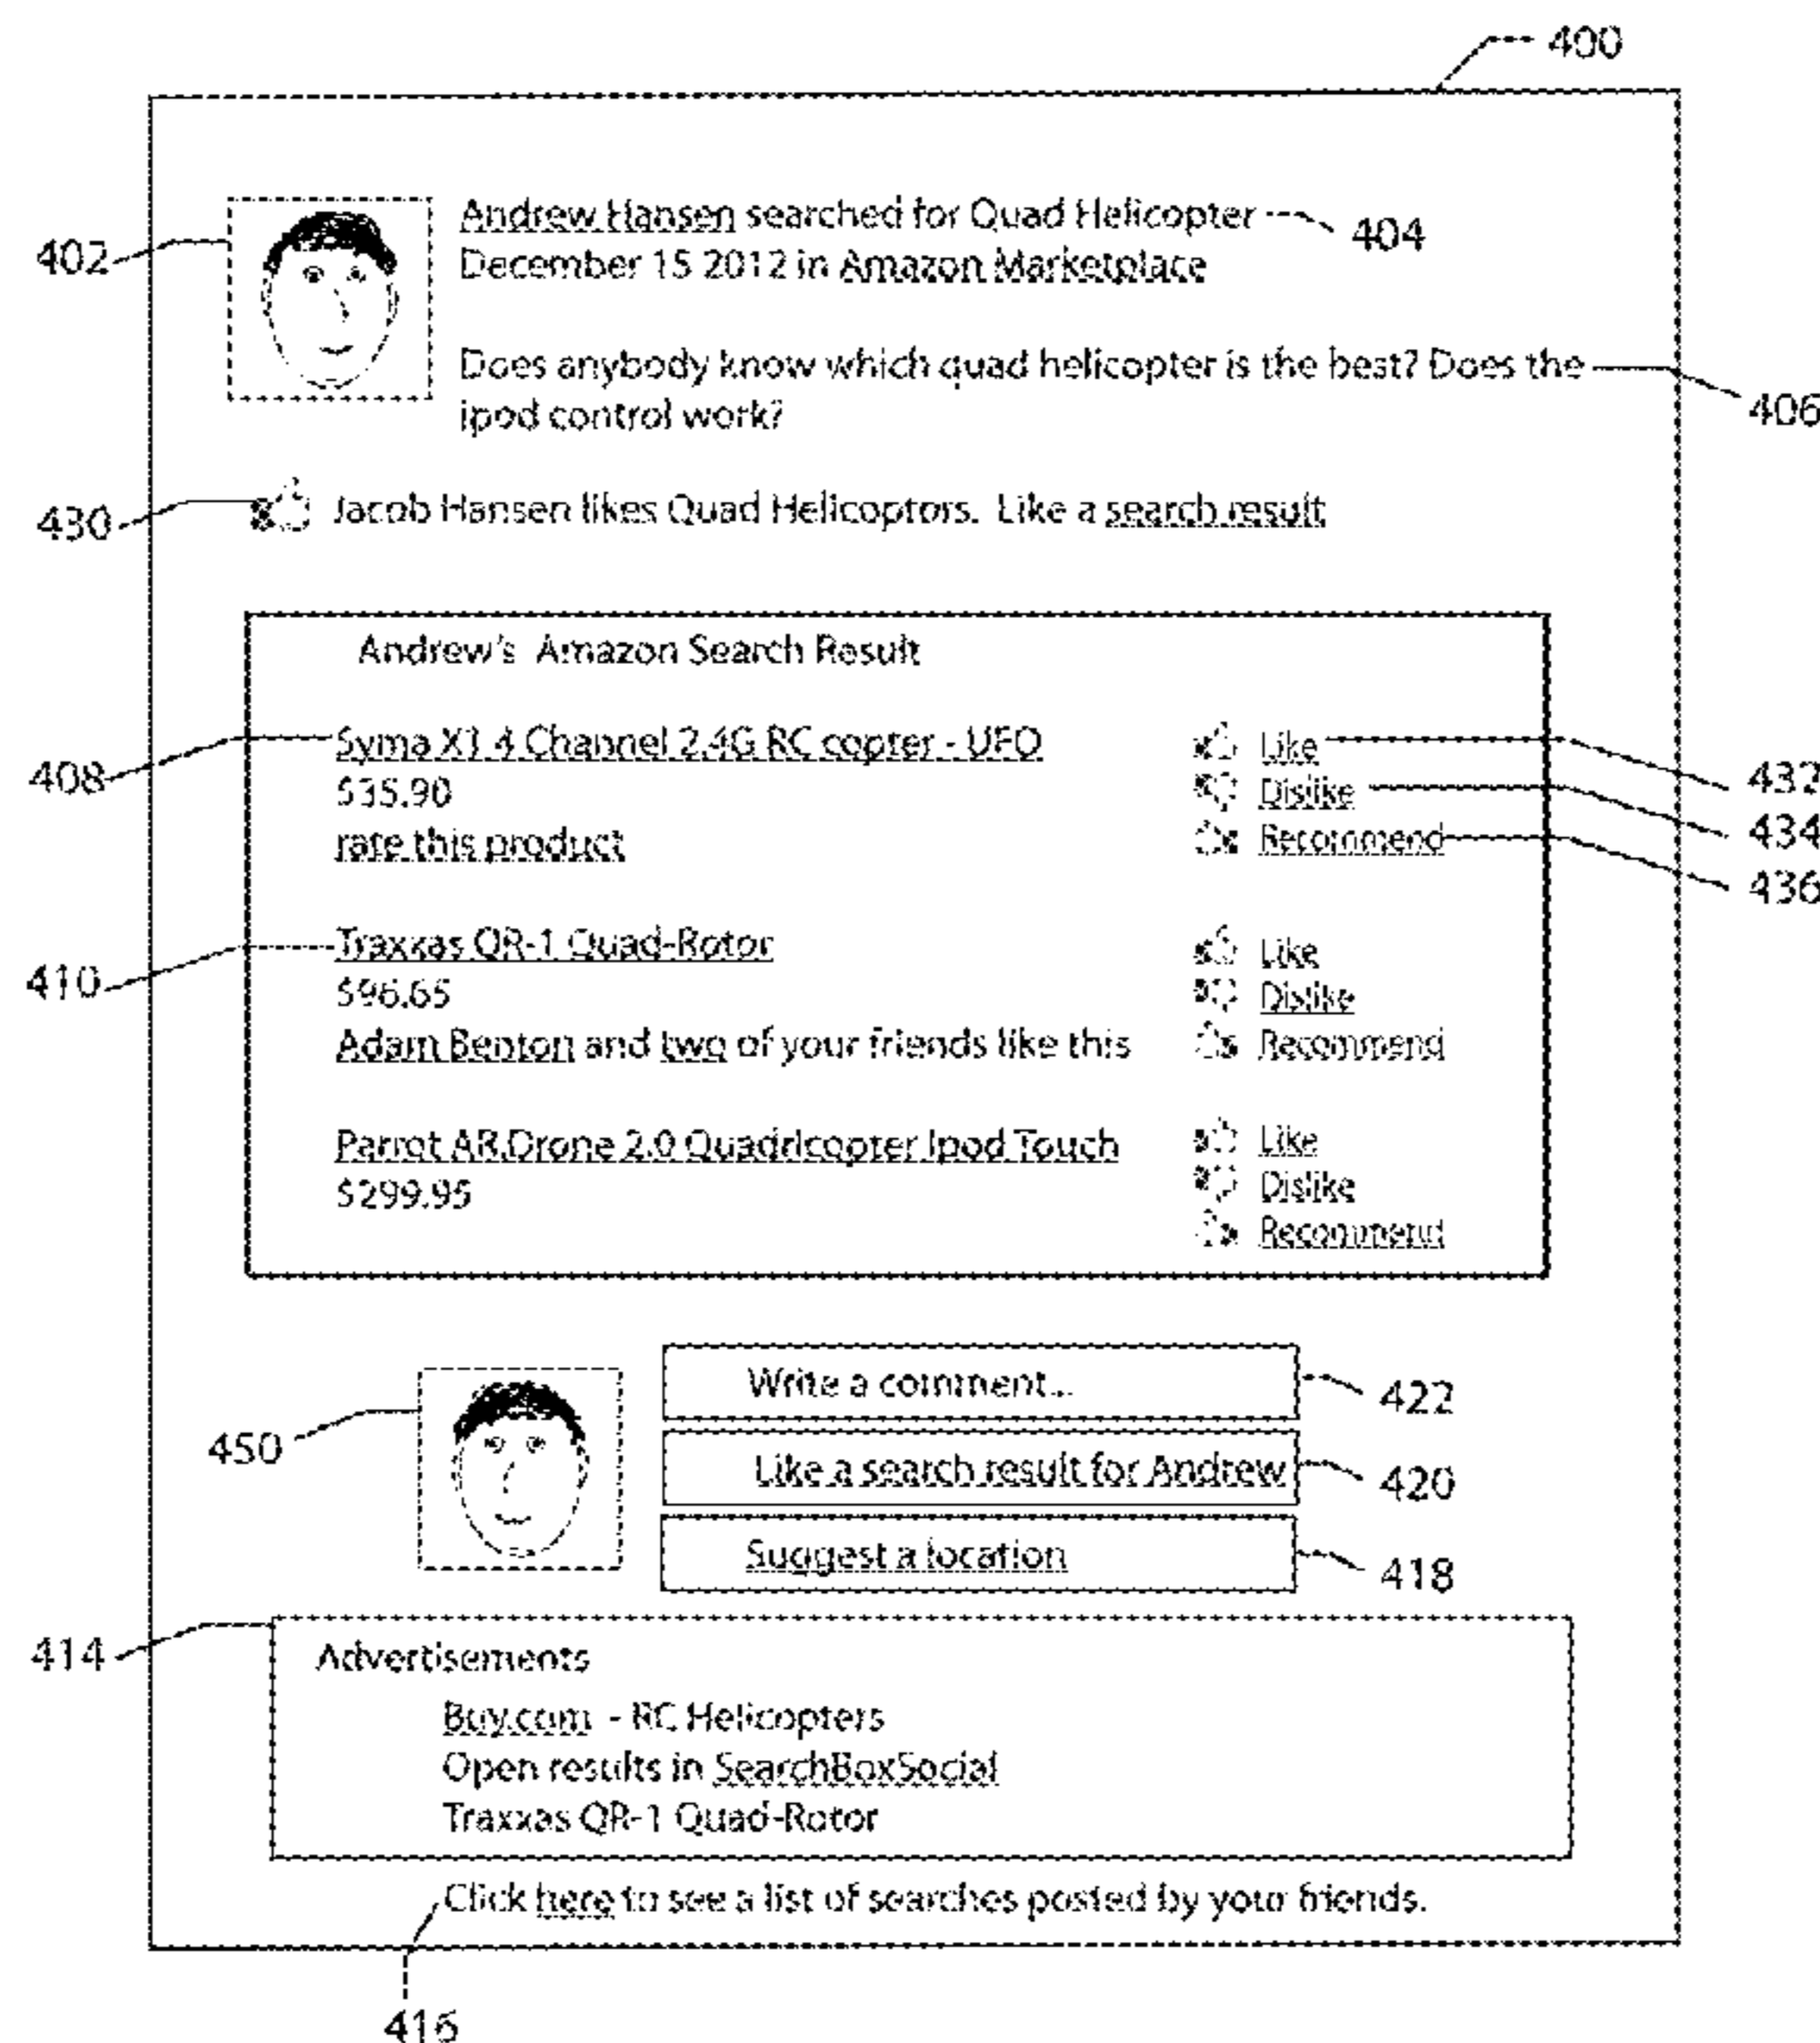 400
402
Andrew Hansen searched for Quad Helicopter
404
December 15 2012 in Amazon Marketplace
Does anybody know which quad helicopter is the best? Does the
406
ipod control work?
430
Jacob Hansen likes Quad Helicoptors. Like a search result
Andrew's Amazon Search Result
408
Syma X1 4 Channel 2.4G RC copter - UFO
Like
432
$35.90
Dislike
434
rate this product
Recommend
436
410
Traxxas QR-1 Quad-Rotor
Like
$96.65
Dislike
Adam Benton and two of your friends like this
Recommend
Parrot AR.Drone 2.0 Quadricopter Ipod Touch
Like
$299.95
Dislike
Recommend
450
Write a comment...
422
Like a search result for Andrew
420
Suggest a location
418
414
Advertisements
Buy.com - RC Helicopters
Open results in SearchBoxSocial
Traxxas QR-1 Quad-Rotor
Click here to see a list of searches posted by your friends.
416